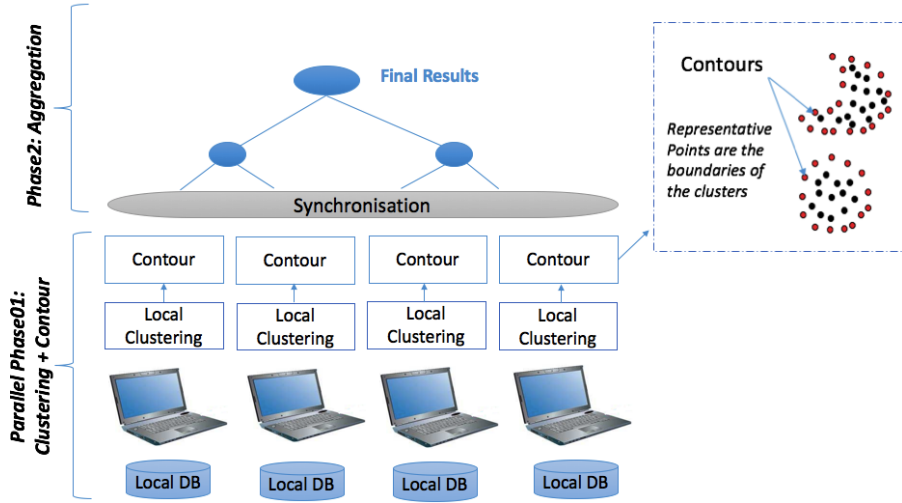 Phase2: Aggregation
Final Results
Synchronisation
Parallel Phase01:
Clustering + Contour
Contour
Contour
Contour
Contour
Local
Clustering
Local
Clustering
Local
Clustering
Local
Clustering
Local DB
Local DB
Local DB
Local DB
Contours
Representative
Points are the
boundaries of
the clusters